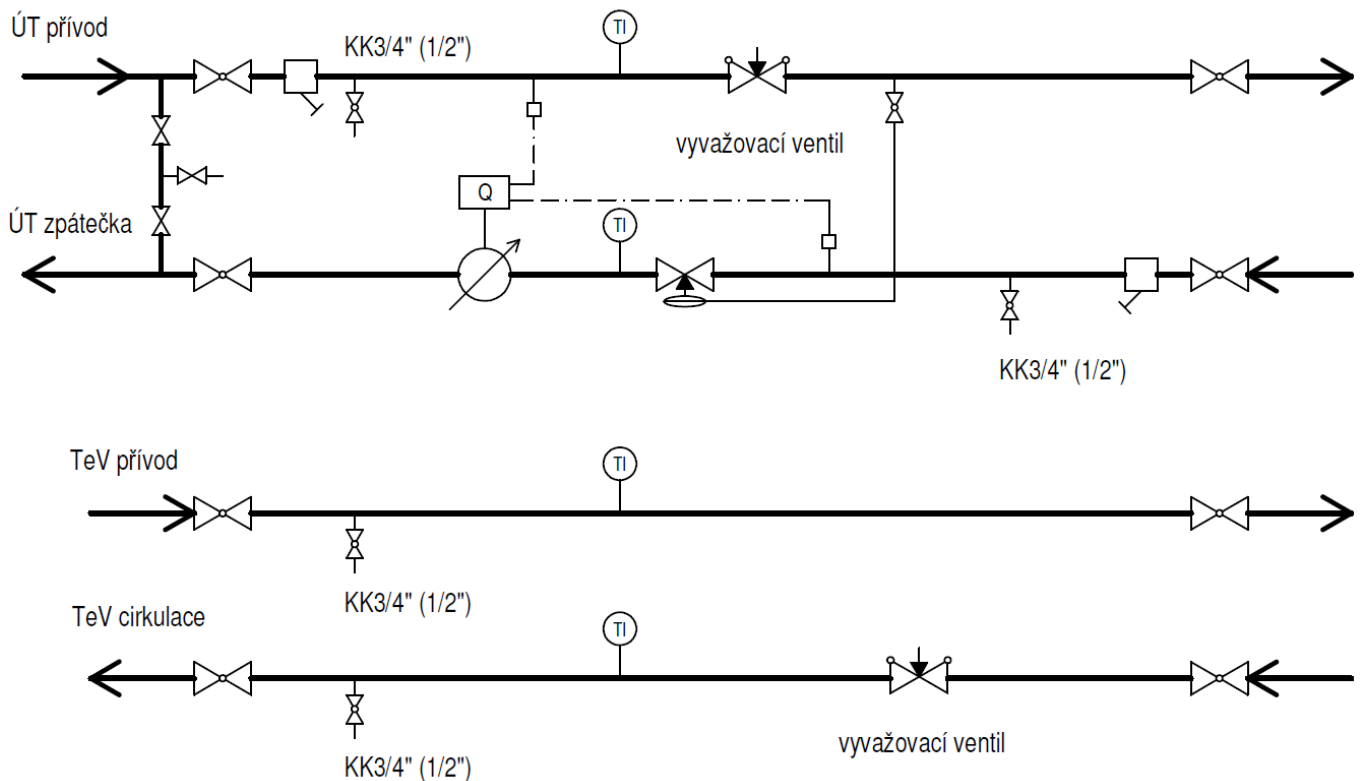 ÚT přívod
KK3/4" (1/2")
TI
vyvažovací ventil
Q
ÚT zpátečka
TI
KK3/4" (1/2")
TeV přívod
TI
KK3/4" (1/2")
TeV cirkulace
TI
vyvažovací ventil
KK3/4" (1/2")